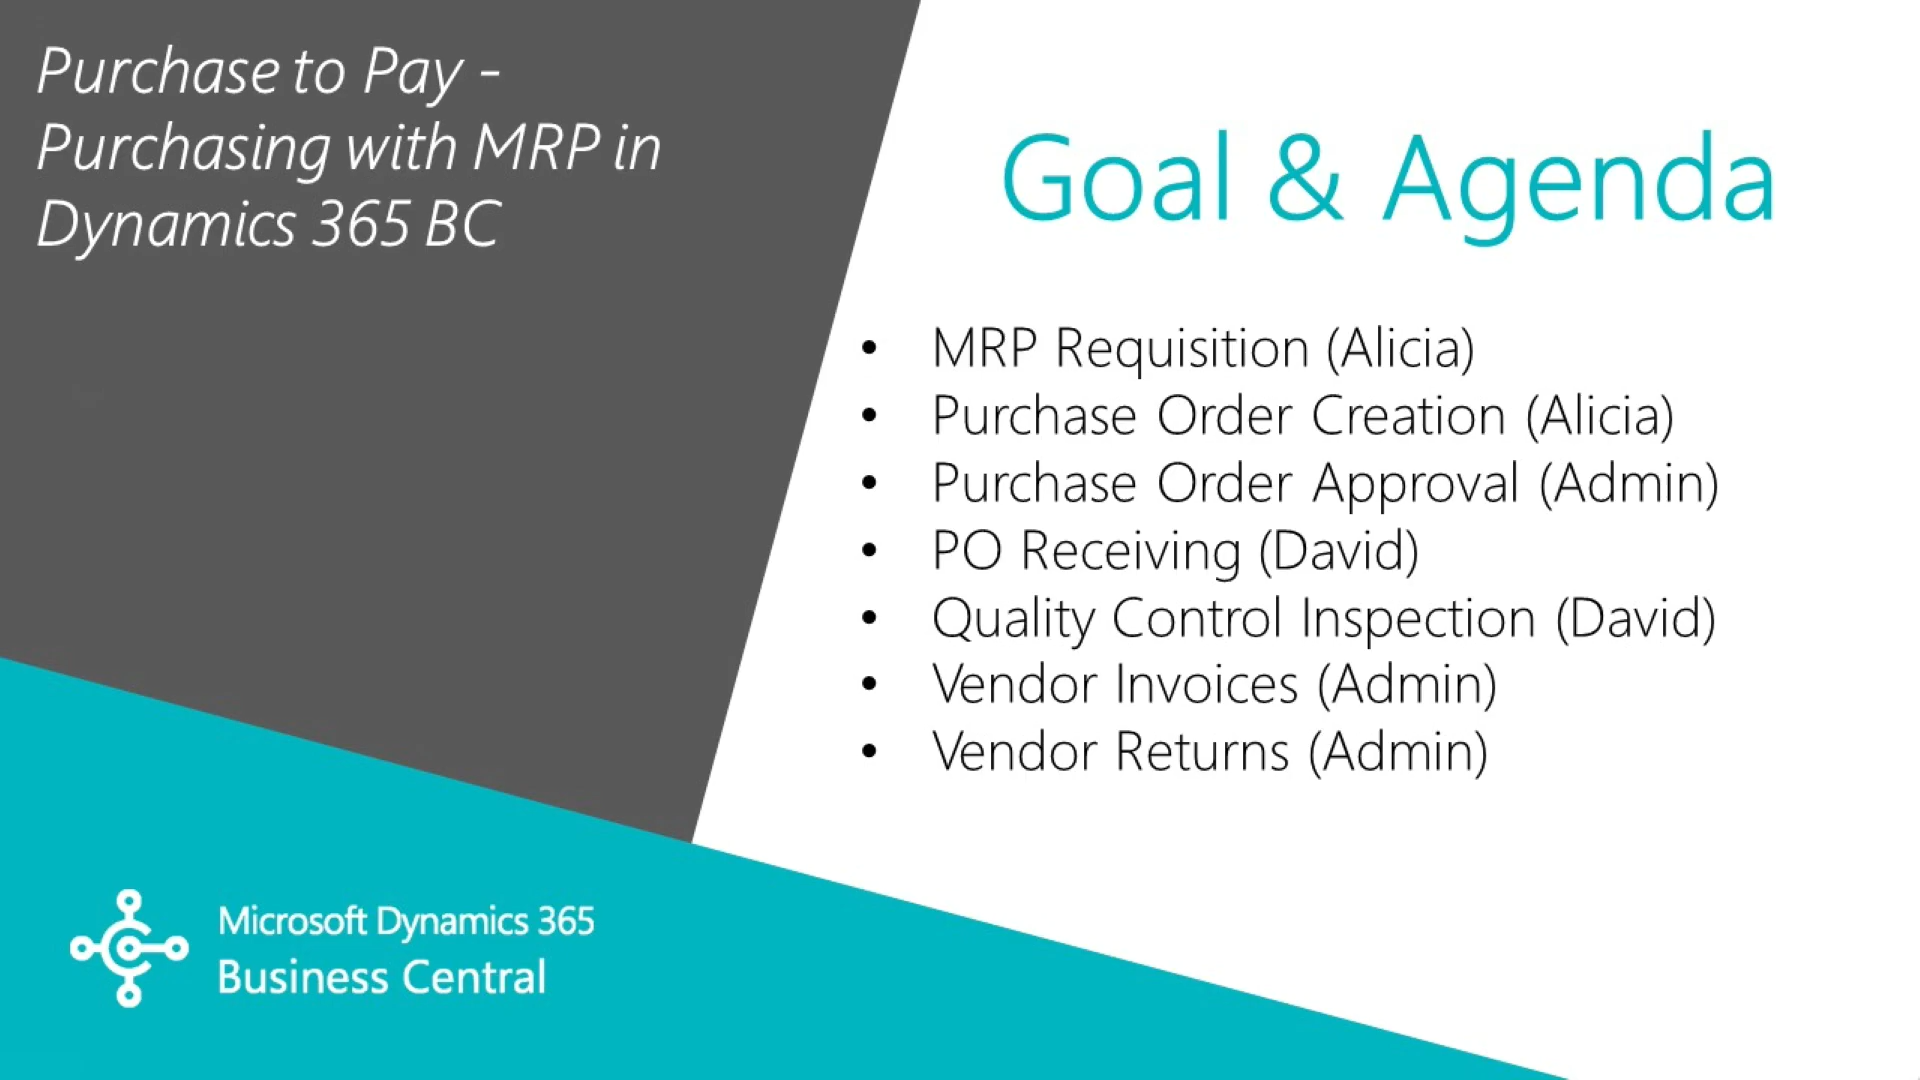 Purchase to Pay -
Purchasing with MRP in
Dynamics 365 BC
Goal & Agenda
• MRP Requisition (Alicia)
• Purchase Order Creation (Alicia)
• Purchase Order Approval (Admin)
• PO Receiving (David)
• Quality Control Inspection (David)
• Vendor Invoices (Admin)
• Vendor Returns (Admin)
Microsoft Dynamics 365
Business Central